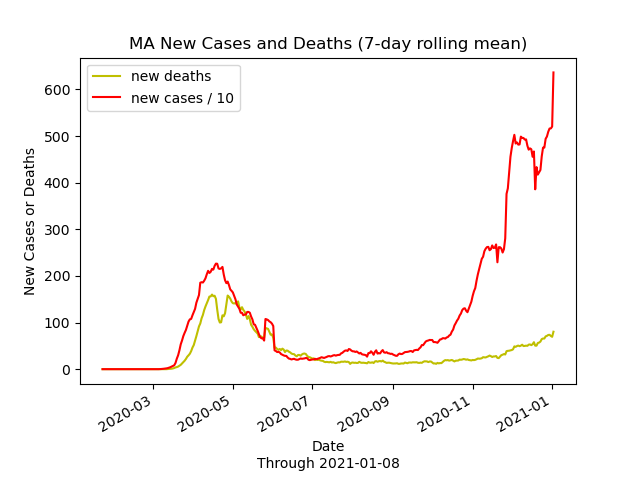 MA New Cases and Deaths (7-day rolling mean)
new deaths
new cases / 10
600
500
400
300
200
100
0
New Cases or Deaths
2020-03
2020-05
2020-07
2020-09
2020-11
2021-01
Date
Through 2021-01-08